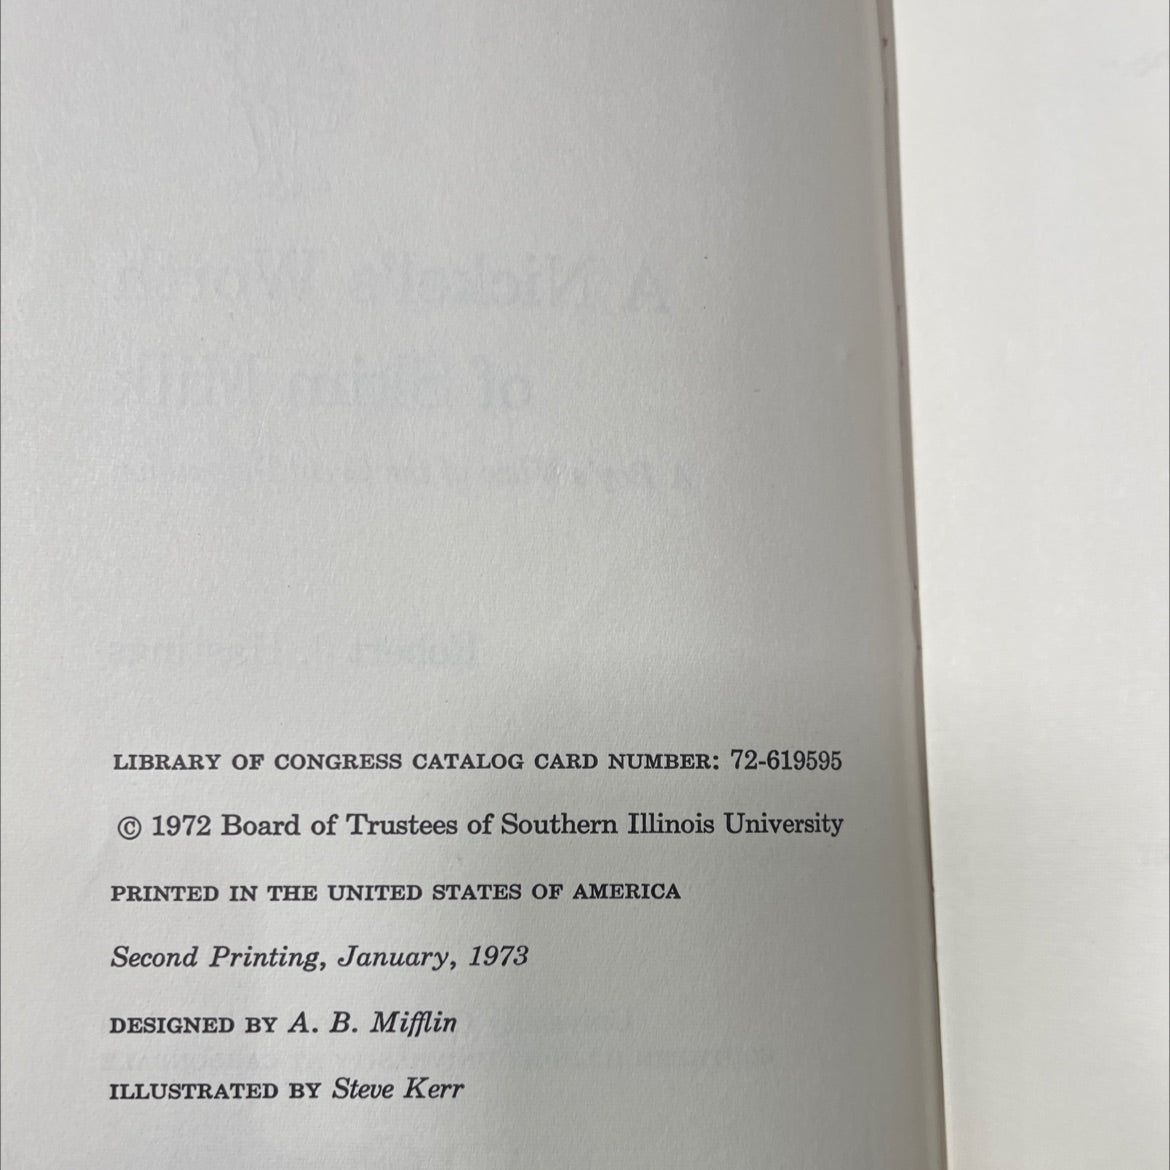 LIBRARY OF CONGRESS CATALOG CARD NUMBER: 72-619595
© 1972 Board of Trustees of Southern Illinois University
PRINTED IN THE UNITED STATES OF AMERICA
Second Printing, January, 1973
DESIGNED BY A. B. Mifflin
ILLUSTRATED BY Steve Kerr